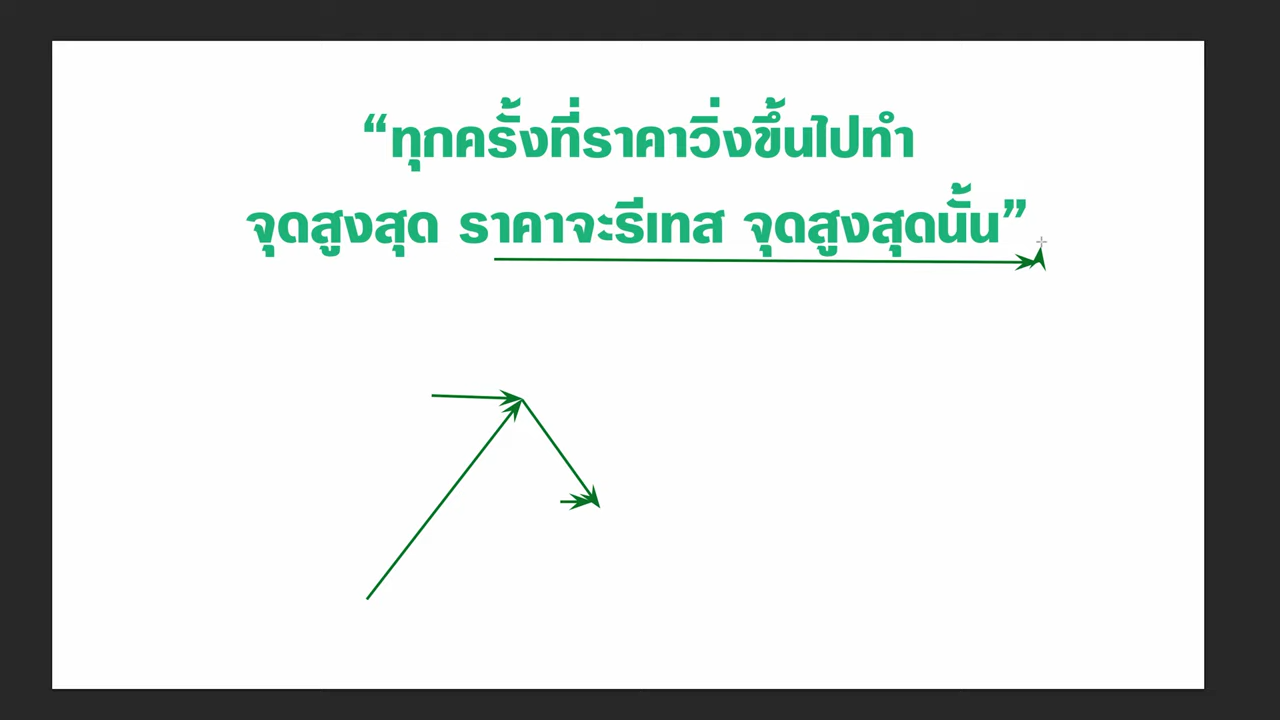 “ทุกครั้งที่ราคาวิ่งขึ้นไปทำ
จุดสูงสุด ราคาจะรีเทส จุดสูงสุดนั้น”